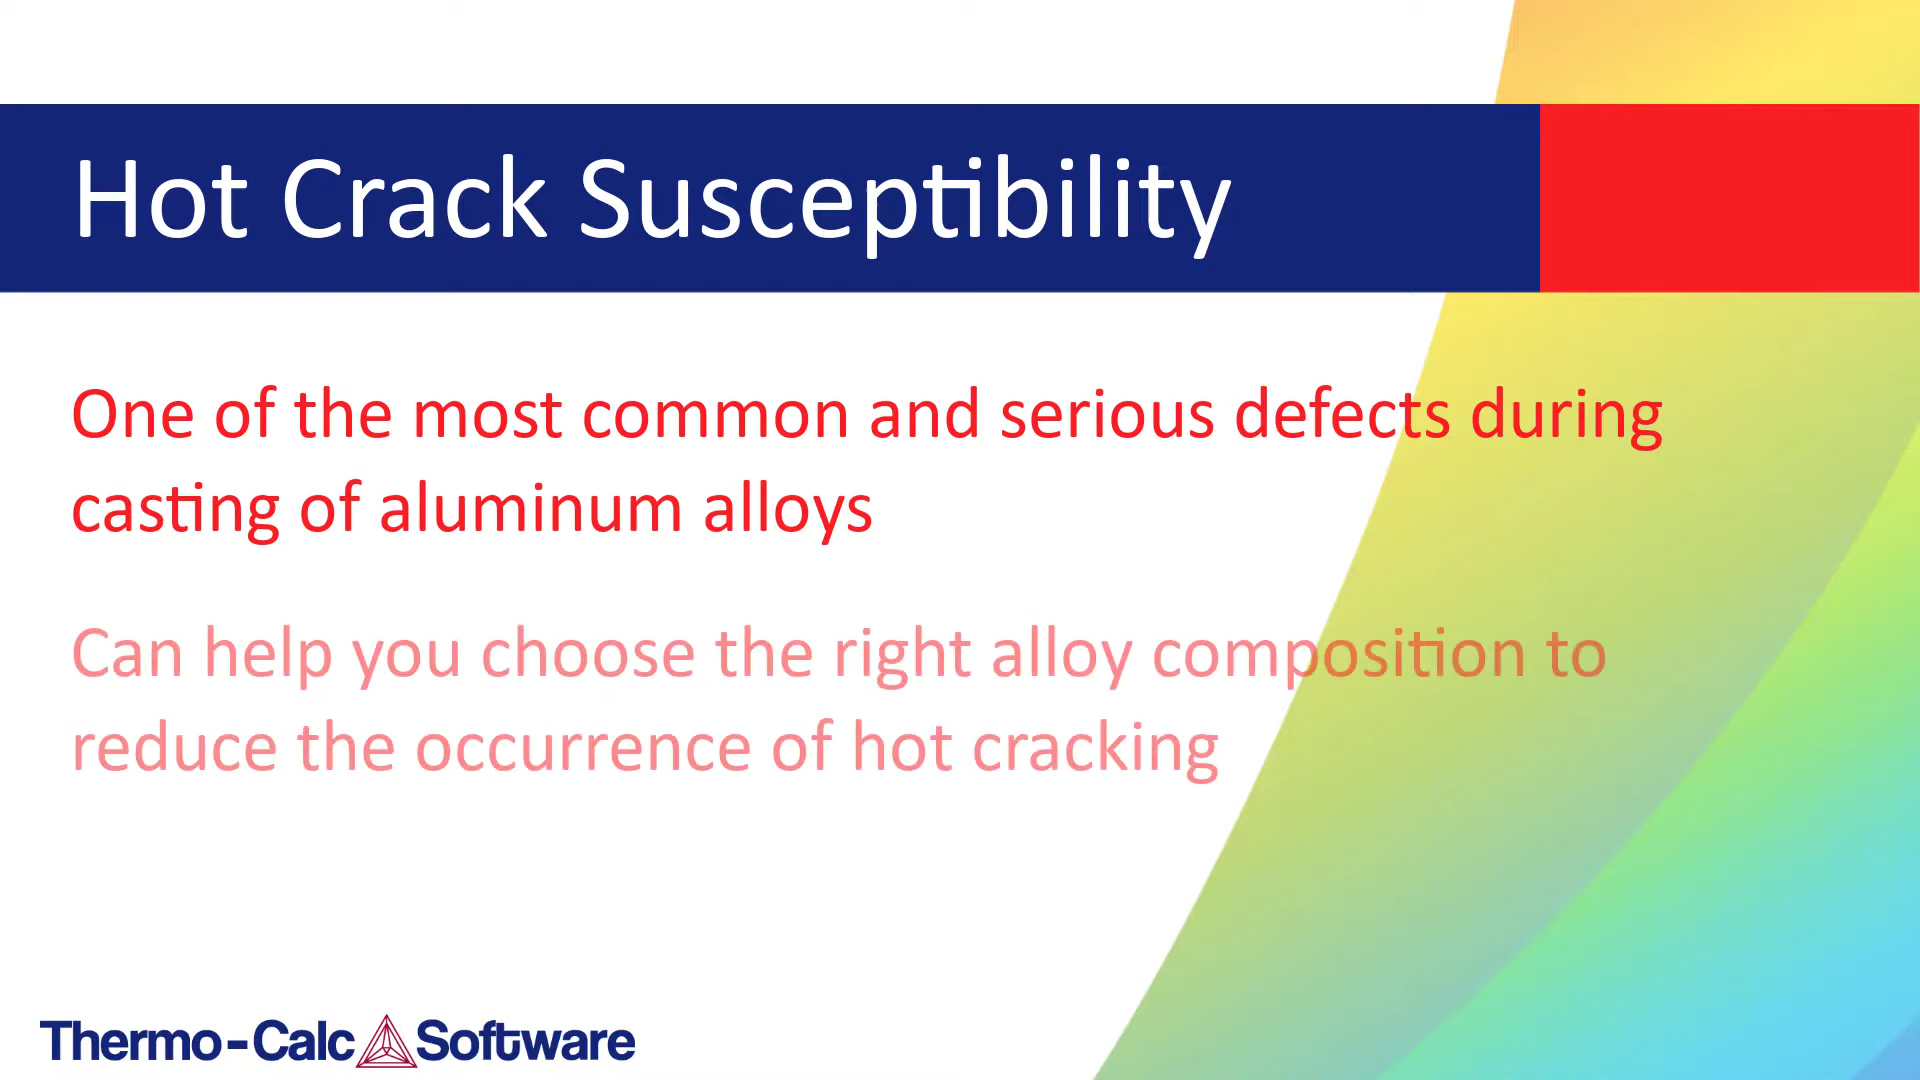 Hot Crack Susceptibility
One of the most common and serious defects during
casting of aluminum alloys
Can help you choose the right alloy composition to
reduce the occurrence of hot cracking
Thermo-Calc Software